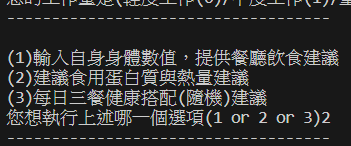 您的工作量是(輕度工作(0)/中度工作(1)/重
----------------------------------
(1)輸入自身身體數值，提供餐廳飲食建議
(2)建議食用蛋白質與熱量建議
(3)每日三餐健康搭配(隨機)建議
您想執行上述哪一個選項(1 or 2 or 3)2
----------------------------------